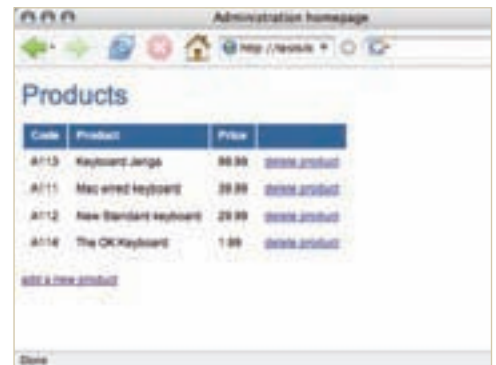 Administration homepage
http://
Products
Code Product Price
A113 Keyboard Jenga 99.99 delete product
A111 Mac wired keyboard 39.99 delete product
A112 New Standard keyboard 29.99 delete product
A114 The OK Keyboard 1.99 delete product
add a new product
Done